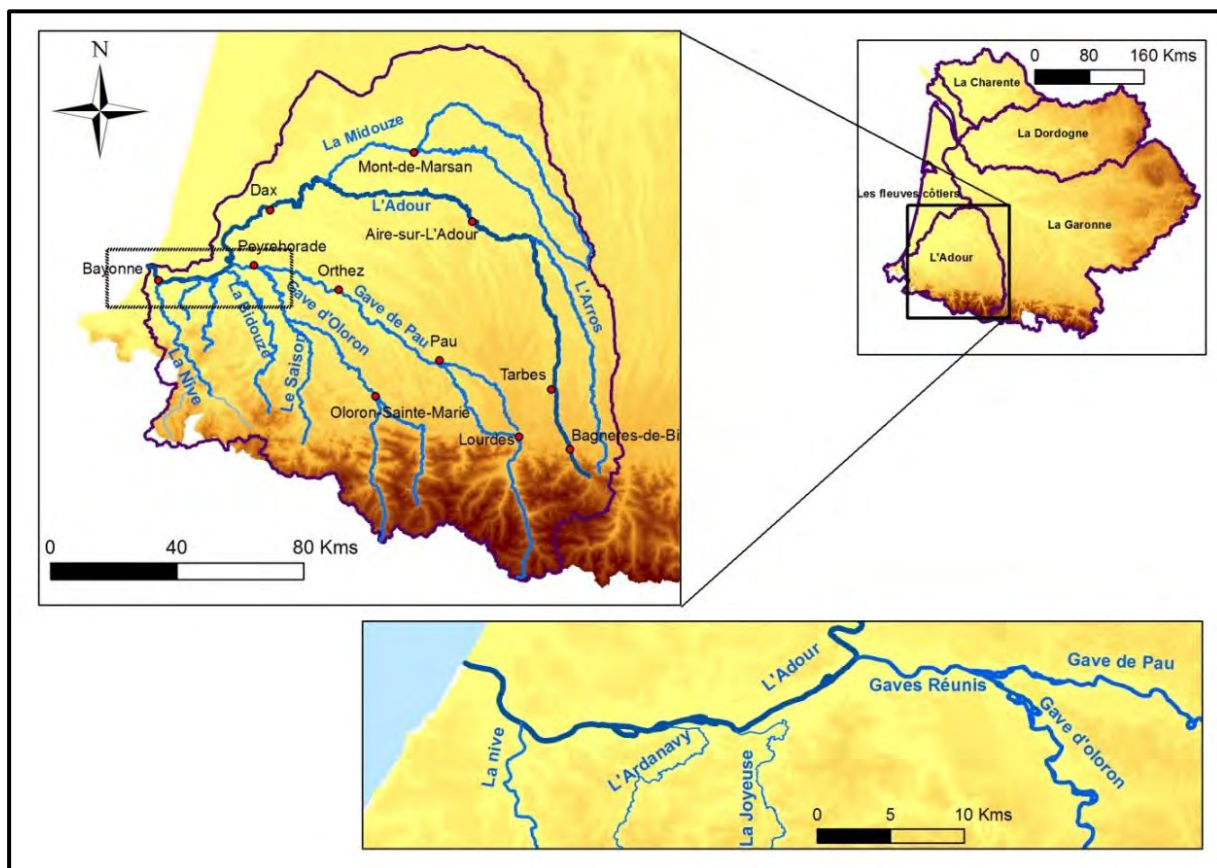 N
La Midouze
Mont-de-Marsan
Dax
L'Adour
Aire-sur-L'Adour
Peyrehorade
Bayonne
Orthez
La Bidouze
Gave d'Oloron
Gave de Pau
L'Arros
La Nive
Le Saison
Pau
Tarbes
Oloron-Sainte-Marie
Lourdes
Bagneres-de-Bi
0 40 80 Kms
0 80 160 Kms
La Charente
La Dordogne
Les fleuves côtiers
La Garonne
L'Adour
L'Adour
Gaves Réunis
Gave de Pau
Gave d'oloron
La nive
L'Ardanavy
La Joyeuse
0 5 10 Kms